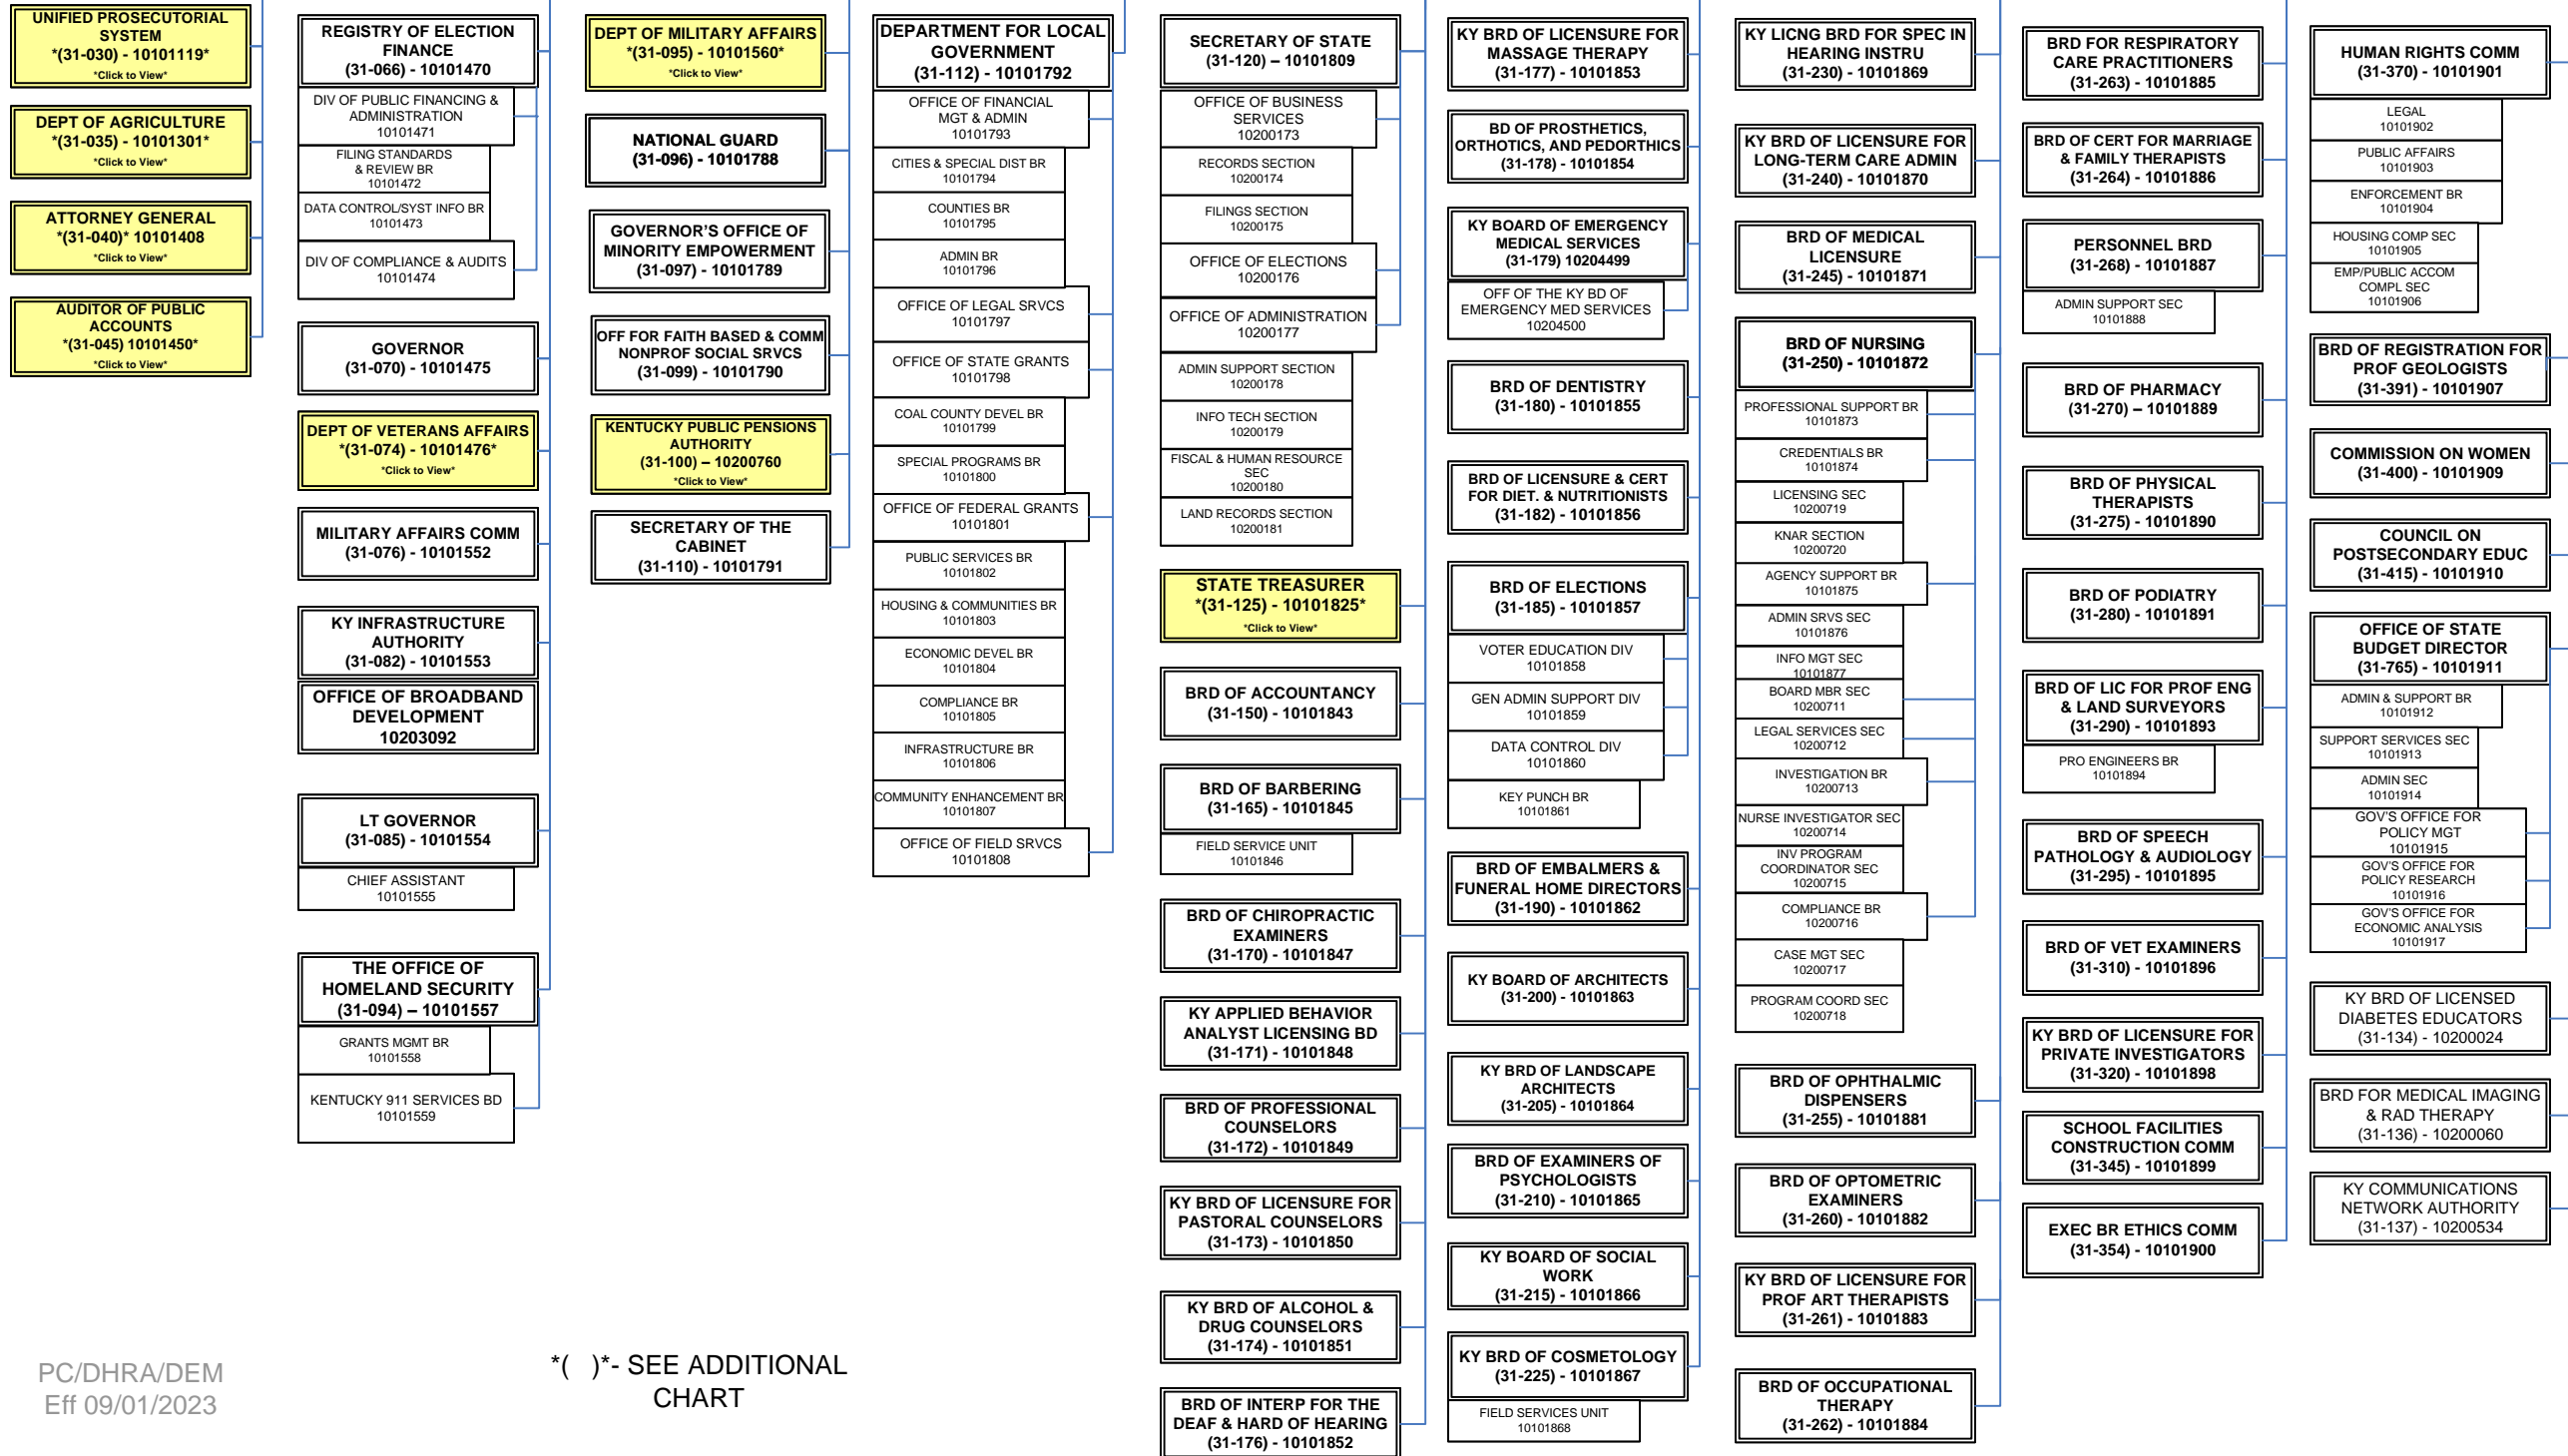 UNIFIED PROSECUTORIAL
SYSTEM
*(31-030) - 10101119*
*Click to View*
DEPT OF AGRICULTURE
*(31-035) - 10101301*
*Click to View*
ATTORNEY GENERAL
*(31-040)* 10101408
*Click to View*
AUDITOR OF PUBLIC
ACCOUNTS
*(31-045) 10101450*
*Click to View*
REGISTRY OF ELECTION
FINANCE
(31-066) - 10101470
DIV OF PUBLIC FINANCING &
ADMINISTRATION
10101471
FILING STANDARDS
& REVIEW BR
10101472
DATA CONTROL/SYST INFO BR
10101473
DIV OF COMPLIANCE & AUDITS
10101474
GOVERNOR
(31-070) - 10101475
DEPT OF VETERANS AFFAIRS
*(31-074) - 10101476*
*Click to View*
MILITARY AFFAIRS COMM
(31-076) - 10101552
KY INFRASTRUCTURE
AUTHORITY
(31-082) - 10101553
OFFICE OF BROADBAND
DEVELOPMENT
10203092
LT GOVERNOR
(31-085) - 10101554
CHIEF ASSISTANT
10101555
THE OFFICE OF
HOMELAND SECURITY
(31-094) – 10101557
GRANTS MGMT BR
10101558
KENTUCKY 911 SERVICES BD
10101559
DEPT OF MILITARY AFFAIRS
*(31-095) - 10101560*
*Click to View*
NATIONAL GUARD
(31-096) - 10101788
GOVERNOR'S OFFICE OF
MINORITY EMPOWERMENT
(31-097) - 10101789
OFF FOR FAITH BASED & COMM
NONPROF SOCIAL SRVCS
(31-099) - 10101790
KENTUCKY PUBLIC PENSIONS
AUTHORITY
(31-100) – 10200760
*Click to View*
SECRETARY OF THE
CABINET
(31-110) - 10101791
DEPARTMENT FOR LOCAL
GOVERNMENT
(31-112) - 10101792
OFFICE OF FINANCIAL
MGT & ADMIN
10101793
CITIES & SPECIAL DIST BR
10101794
COUNTIES BR
10101795
ADMIN BR
10101796
OFFICE OF LEGAL SRVCS
10101797
OFFICE OF STATE GRANTS
10101798
COAL COUNTY DEVEL BR
10101799
SPECIAL PROGRAMS BR
10101800
OFFICE OF FEDERAL GRANTS
10101801
PUBLIC SERVICES BR
10101802
HOUSING & COMMUNITIES BR
10101803
ECONOMIC DEVEL BR
10101804
COMPLIANCE BR
10101805
INFRASTRUCTURE BR
10101806
COMMUNITY ENHANCEMENT BR
10101807
OFFICE OF FIELD SRVCS
10101808
SECRETARY OF STATE
(31-120) – 10101809
OFFICE OF BUSINESS
SERVICES
10200173
RECORDS SECTION
10200174
FILINGS SECTION
10200175
OFFICE OF ELECTIONS
10200176
OFFICE OF ADMINISTRATION
10200177
ADMIN SUPPORT SECTION
10200178
INFO TECH SECTION
10200179
FISCAL & HUMAN RESOURCE
SEC
10200180
LAND RECORDS SECTION
10200181
STATE TREASURER
*(31-125) - 10101825*
*Click to View*
BRD OF ACCOUNTANCY
(31-150) - 10101843
BRD OF BARBERING
(31-165) - 10101845
FIELD SERVICE UNIT
10101846
BRD OF CHIROPRACTIC
EXAMINERS
(31-170) - 10101847
KY APPLIED BEHAVIOR
ANALYST LICENSING BD
(31-171) - 10101848
BRD OF PROFESSIONAL
COUNSELORS
(31-172) - 10101849
KY BRD OF LICENSURE FOR
PASTORAL COUNSELORS
(31-173) - 10101850
KY BRD OF ALCOHOL &
DRUG COUNSELORS
(31-174) - 10101851
BRD OF INTERP FOR THE
DEAF & HARD OF HEARING
(31-176) - 10101852
KY BRD OF LICENSURE FOR
MASSAGE THERAPY
(31-177) - 10101853
BD OF PROSTHETICS,
ORTHOTICS, AND PEDORTHICS
(31-178) - 10101854
KY BOARD OF EMERGENCY
MEDICAL SERVICES
(31-179) 10204499
OFF OF THE KY BD OF
EMERGENCY MED SERVICES
10204500
BRD OF DENTISTRY
(31-180) - 10101855
BRD OF LICENSURE & CERT
FOR DIET. & NUTRITIONISTS
(31-182) - 10101856
BRD OF ELECTIONS
(31-185) - 10101857
VOTER EDUCATION DIV
10101858
GEN ADMIN SUPPORT DIV
10101859
DATA CONTROL DIV
10101860
KEY PUNCH BR
10101861
BRD OF EMBALMERS &
FUNERAL HOME DIRECTORS
(31-190) - 10101862
KY BOARD OF ARCHITECTS
(31-200) - 10101863
KY BRD OF LANDSCAPE
ARCHITECTS
(31-205) - 10101864
BRD OF EXAMINERS OF
PSYCHOLOGISTS
(31-210) - 10101865
KY BOARD OF SOCIAL
WORK
(31-215) - 10101866
KY BRD OF COSMETOLOGY
(31-225) - 10101867
FIELD SERVICES UNIT
10101868
KY LICNG BRD FOR SPEC IN
HEARING INSTRU
(31-230) - 10101869
KY BRD OF LICENSURE FOR
LONG-TERM CARE ADMIN
(31-240) - 10101870
BRD OF MEDICAL
LICENSURE
(31-245) - 10101871
BRD OF NURSING
(31-250) - 10101872
PROFESSIONAL SUPPORT BR
10101873
CREDENTIALS BR
10101874
LICENSING SEC
10200719
KNAR SECTION
10200720
AGENCY SUPPORT BR
10101875
ADMIN SRVS SEC
10101876
INFO MGT SEC
10101877
BOARD MBR SEC
10200711
LEGAL SERVICES SEC
10200712
INVESTIGATION BR
10200713
NURSE INVESTIGATOR SEC
10200714
INV PROGRAM
COORDINATOR SEC
10200715
COMPLIANCE BR
10200716
CASE MGT SEC
10200717
PROGRAM COORD SEC
10200718
BRD OF OPHTHALMIC
DISPENSERS
(31-255) - 10101881
BRD OF OPTOMETRIC
EXAMINERS
(31-260) - 10101882
KY BRD OF LICENSURE FOR
PROF ART THERAPISTS
(31-261) - 10101883
BRD OF OCCUPATIONAL
THERAPY
(31-262) - 10101884
BRD FOR RESPIRATORY
CARE PRACTITIONERS
(31-263) - 10101885
BRD OF CERT FOR MARRIAGE
& FAMILY THERAPISTS
(31-264) - 10101886
PERSONNEL BRD
(31-268) - 10101887
ADMIN SUPPORT SEC
10101888
BRD OF PHARMACY
(31-270) – 10101889
BRD OF PHYSICAL
THERAPISTS
(31-275) - 10101890
BRD OF PODIATRY
(31-280) - 10101891
BRD OF LIC FOR PROF ENG
& LAND SURVEYORS
(31-290) - 10101893
PRO ENGINEERS BR
10101894
BRD OF SPEECH
PATHOLOGY & AUDIOLOGY
(31-295) - 10101895
BRD OF VET EXAMINERS
(31-310) - 10101896
KY BRD OF LICENSURE FOR
PRIVATE INVESTIGATORS
(31-320) - 10101898
SCHOOL FACILITIES
CONSTRUCTION COMM
(31-345) - 10101899
EXEC BR ETHICS COMM
(31-354) - 10101900
HUMAN RIGHTS COMM
(31-370) - 10101901
LEGAL
10101902
PUBLIC AFFAIRS
10101903
ENFORCEMENT BR
10101904
HOUSING COMP SEC
10101905
EMP/PUBLIC ACCOM
COMPL SEC
10101906
BRD OF REGISTRATION FOR
PROF GEOLOGISTS
(31-391) - 10101907
COMMISSION ON WOMEN
(31-400) - 10101909
COUNCIL ON
POSTSECONDARY EDUC
(31-415) - 10101910
OFFICE OF STATE
BUDGET DIRECTOR
(31-765) - 10101911
ADMIN & SUPPORT BR
10101912
SUPPORT SERVICES SEC
10101913
ADMIN SEC
10101914
GOV'S OFFICE FOR
POLICY MGT
10101915
GOV'S OFFICE FOR
POLICY RESEARCH
10101916
GOV'S OFFICE FOR
ECONOMIC ANALYSIS
10101917
KY BRD OF LICENSED
DIABETES EDUCATORS
(31-134) - 10200024
BRD FOR MEDICAL IMAGING
& RAD THERAPY
(31-136) - 10200060
KY COMMUNICATIONS
NETWORK AUTHORITY
(31-137) - 10200534
PC/DHRA/DEM
Eff 09/01/2023
*( )*- SEE ADDITIONAL
CHART